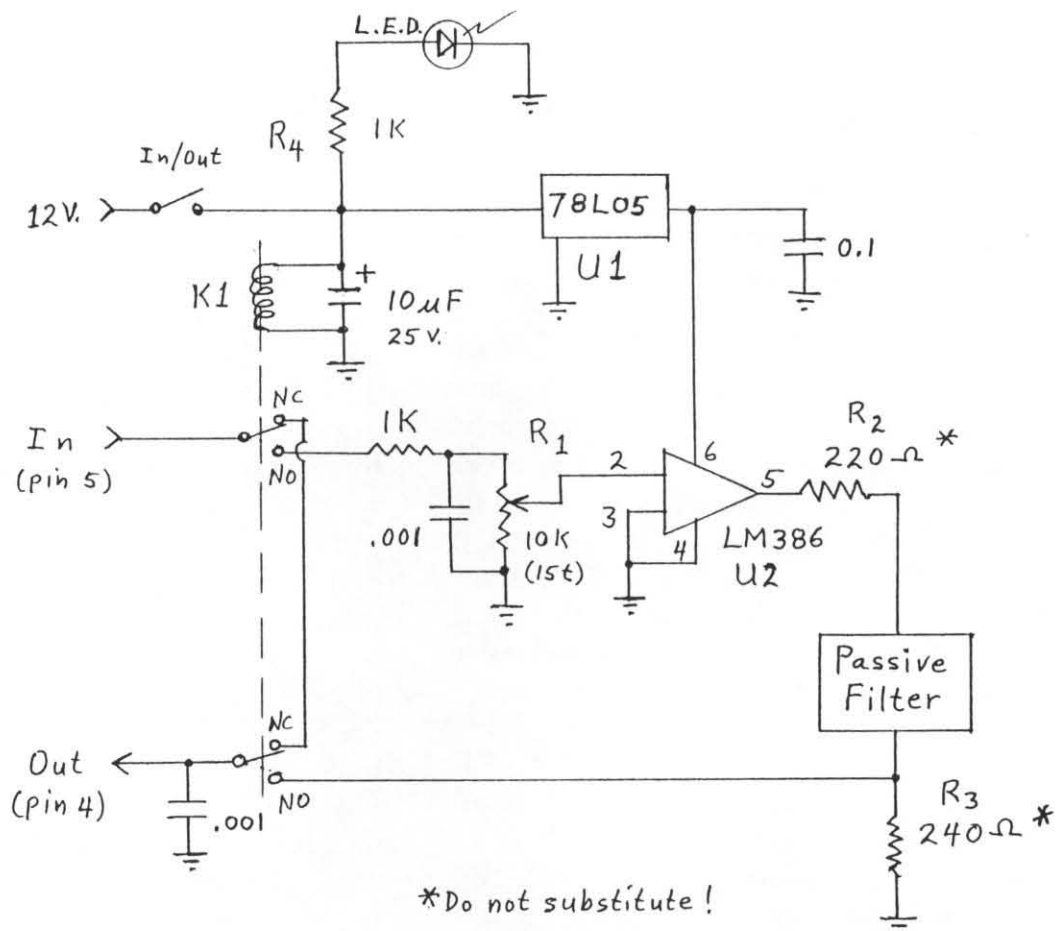 L.E.D.
R4
1K
In/Out
12V.
78L05
U1
0.1
K1
+
10µF
25 V.
NC
In
(pin 5)
NO
1K
R1
.001
10K
(15t)
2
3
6
4
5
LM386
U2
R2
220Ω*
Passive
Filter
NC
Out
(pin 4)
NO
.001
R3
240Ω*
*Do not substitute!